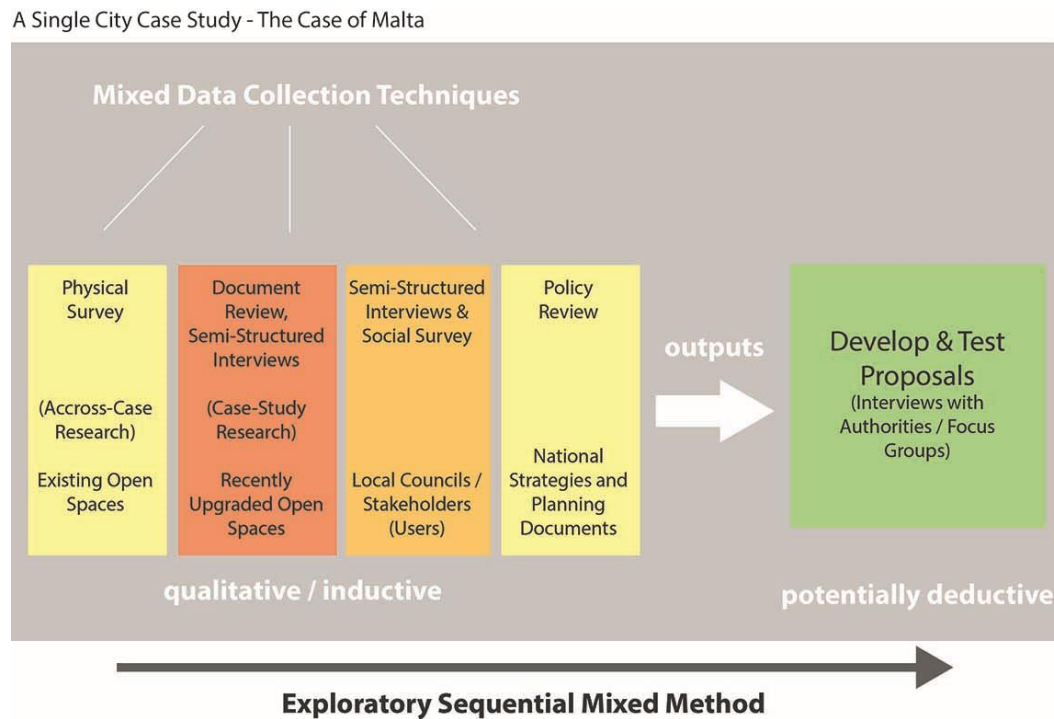 A Single City Case Study - The Case of Malta
Mixed Data Collection Techniques
Physical
Survey
(Accross-Case
Research)
Existing Open
Spaces
Document
Review,
Semi-Structured
Interviews
(Case-Study
Research)
Recently
Upgraded Open
Spaces
Semi-Structured
Interviews &
Social Survey
Local Councils /
Stakeholders
(Users)
Policy
Review
National
Strategies and
Planning
Documents
outputs
Develop & Test
Proposals
(Interviews with
Authorities / Focus
Groups)
qualitative / inductive
potentially deductive
Exploratory Sequential Mixed Method